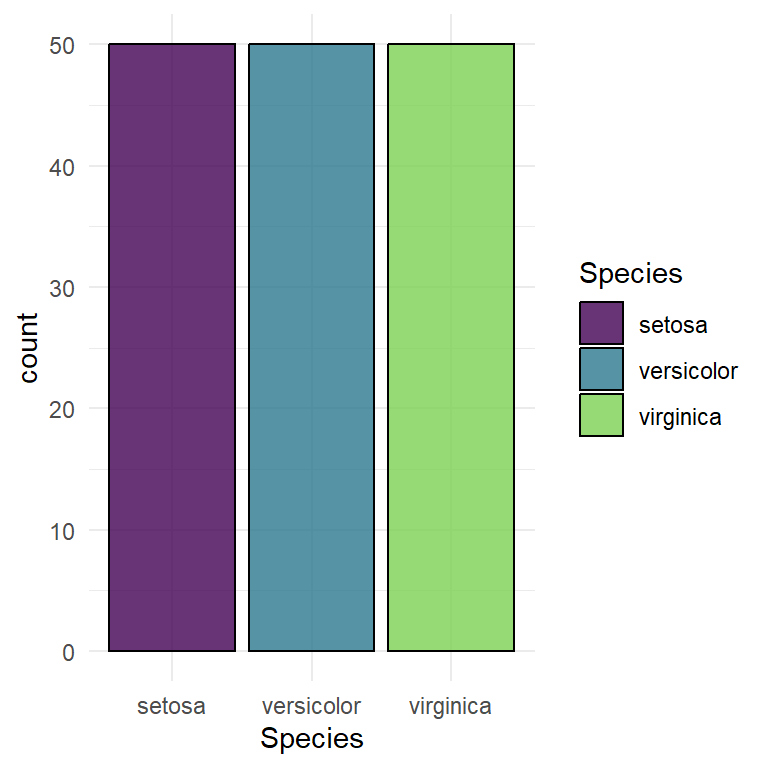 50
40
30
20
10
0
count
setosa
versicolor
virginica
Species
Species
setosa
versicolor
virginica